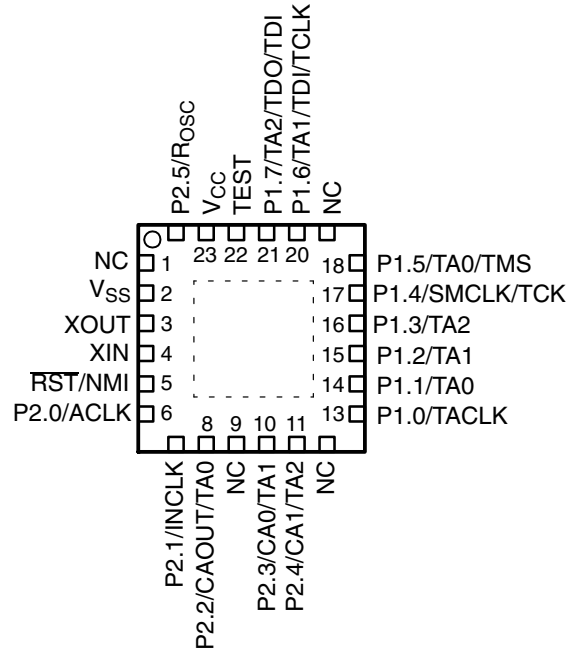 P2.5/ROSC
VCC
TEST
P1.7/TA2/TDO/TDI
P1.6/TA1/TDI/TCLK
NC
23 22 21 20
NC 1
VSS 2
XOUT 3
XIN 4
RST/NMI 5
P2.0/ACLK 6
18 P1.5/TA0/TMS
17 P1.4/SMCLK/TCK
16 P1.3/TA2
15 P1.2/TA1
14 P1.1/TA0
13 P1.0/TACLK
8 9 10 11
P2.1/INCLK
P2.2/CAOUT/TA0
NC
P2.3/CA0/TA1
P2.4/CA1/TA2
NC